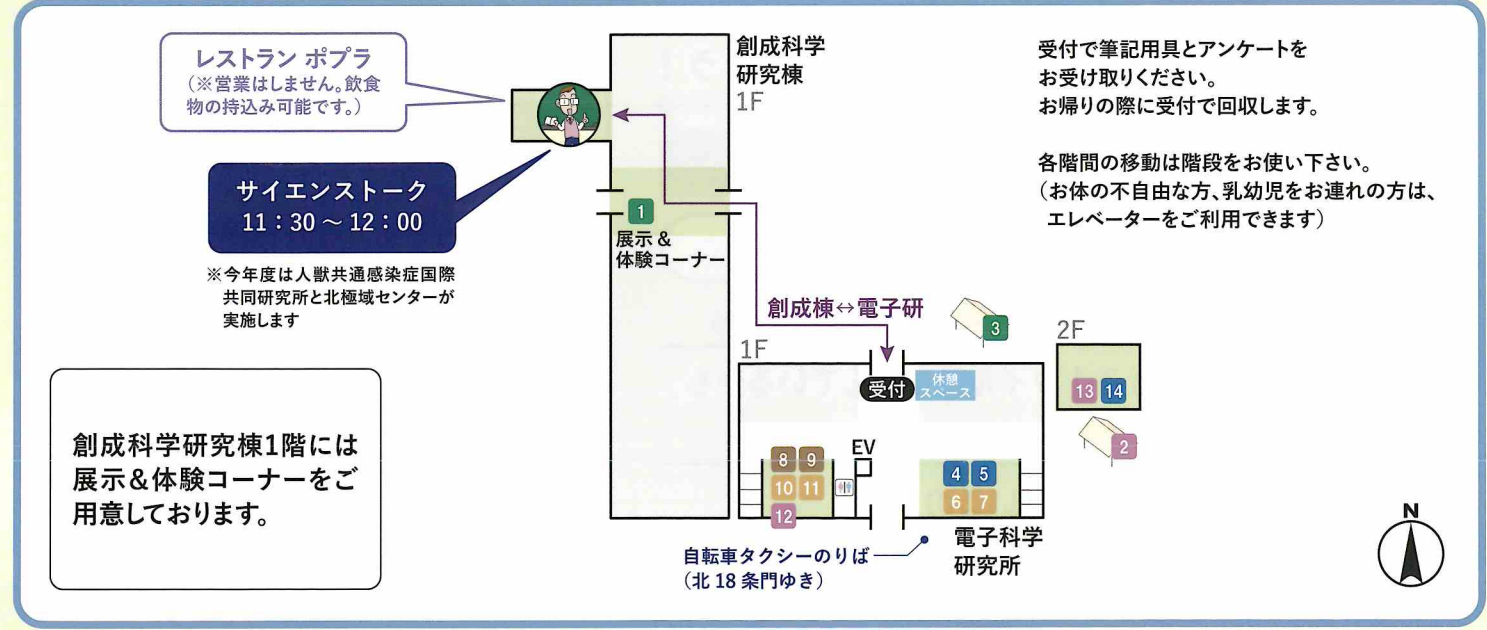 レストラン ポプラ
（※営業はしません。飲食
物の持込み可能です。）
サイエンストーク
11：30 ～ 12：00
※今年度は人獣共通感染症国際
共同研究所と北極域センターが
実施します
創成科学研究棟1階には
展示&体験コーナーをご
用意しております。
創成科学
研究棟
1F
1
展示 &
体験コーナー
創成棟↔電子研
受付で筆記用具とアンケートを
お受け取りください。
お帰りの際に受付で回収します。
各階間の移動は階段をお使い下さい。
（お体の不自由な方、乳幼児をお連れの方は、
エレベーターをご利用できます）
3
1F
受付
休憩
スペース
2F
13 14
2
EV
8 9
10 11
12
4 5
6 7
電子科学
研究所
自転車タクシーのりば
（北 18 条門ゆき）
N